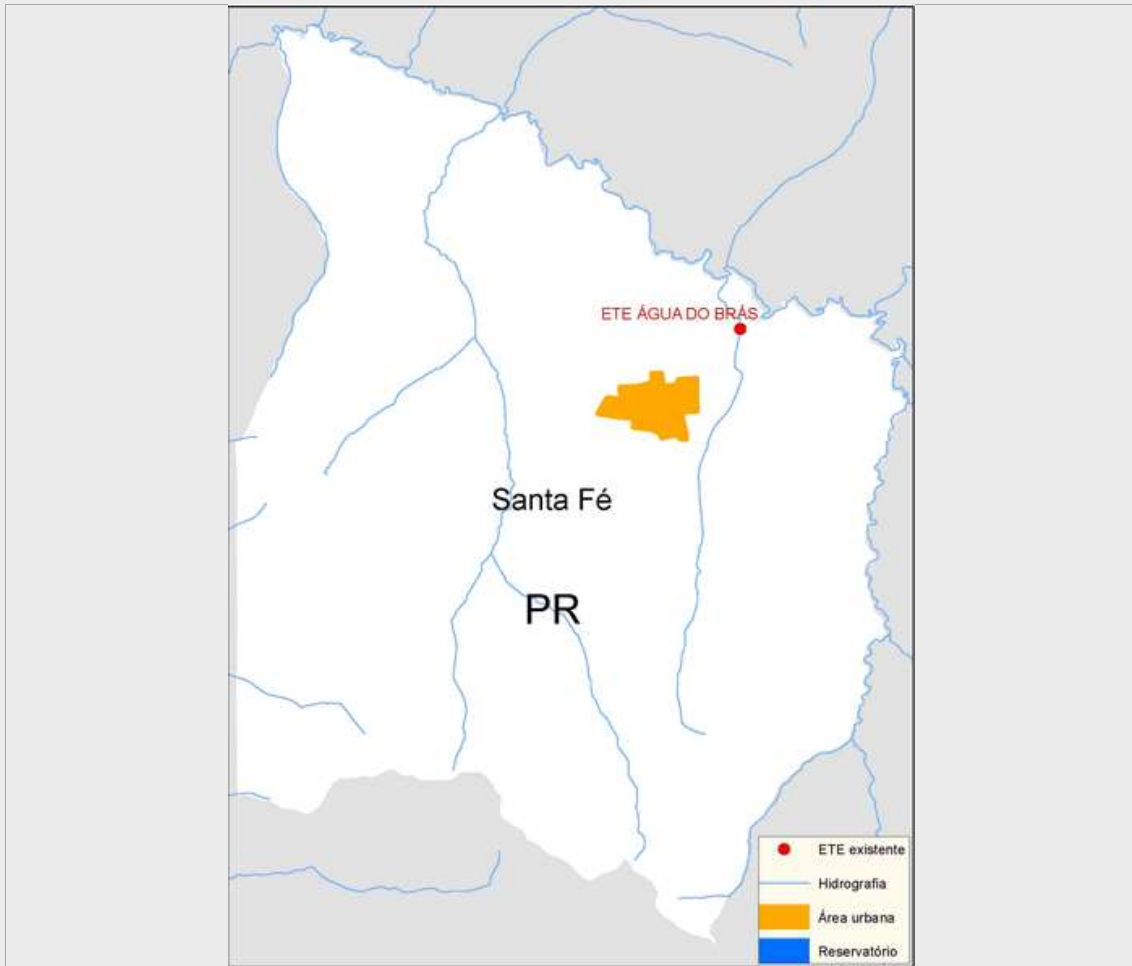 ETE ÁGUA DO BRÁS
Santa Fé
PR
ETE existente
Hidrografia
Área urbana
Reservatório